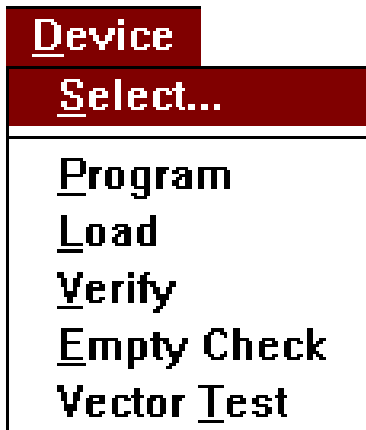 Device
Select...
Program
Load
Verify
Empty Check
Vector Test